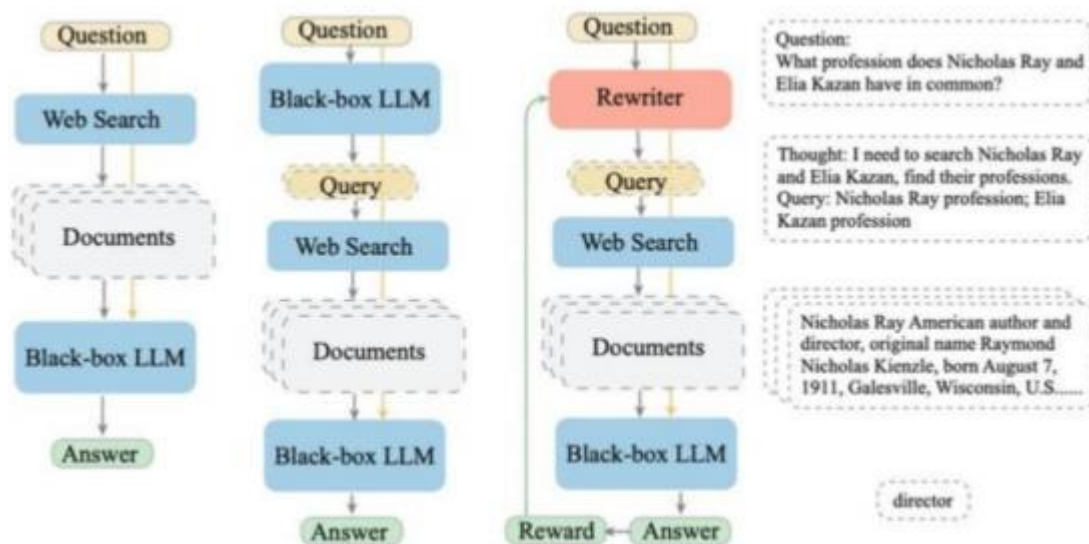 Question
Web Search
Documents
Black-box LLM
Answer
Question
Black-box LLM
Query
Web Search
Documents
Black-box LLM
Answer
Question
Rewriter
Query
Web Search
Documents
Black-box LLM
Answer
Reward
Question:
What profession does Nicholas Ray and
Elia Kazan have in common?
Thought: I need to search Nicholas Ray
and Elia Kazan, find their professions.
Query: Nicholas Ray profession; Elia
Kazan profession
Nicholas Ray American author and
director, original name Raymond
Nicholas Kienzle, born August 7,
1911, Galesville, Wisconsin, U.S......
director